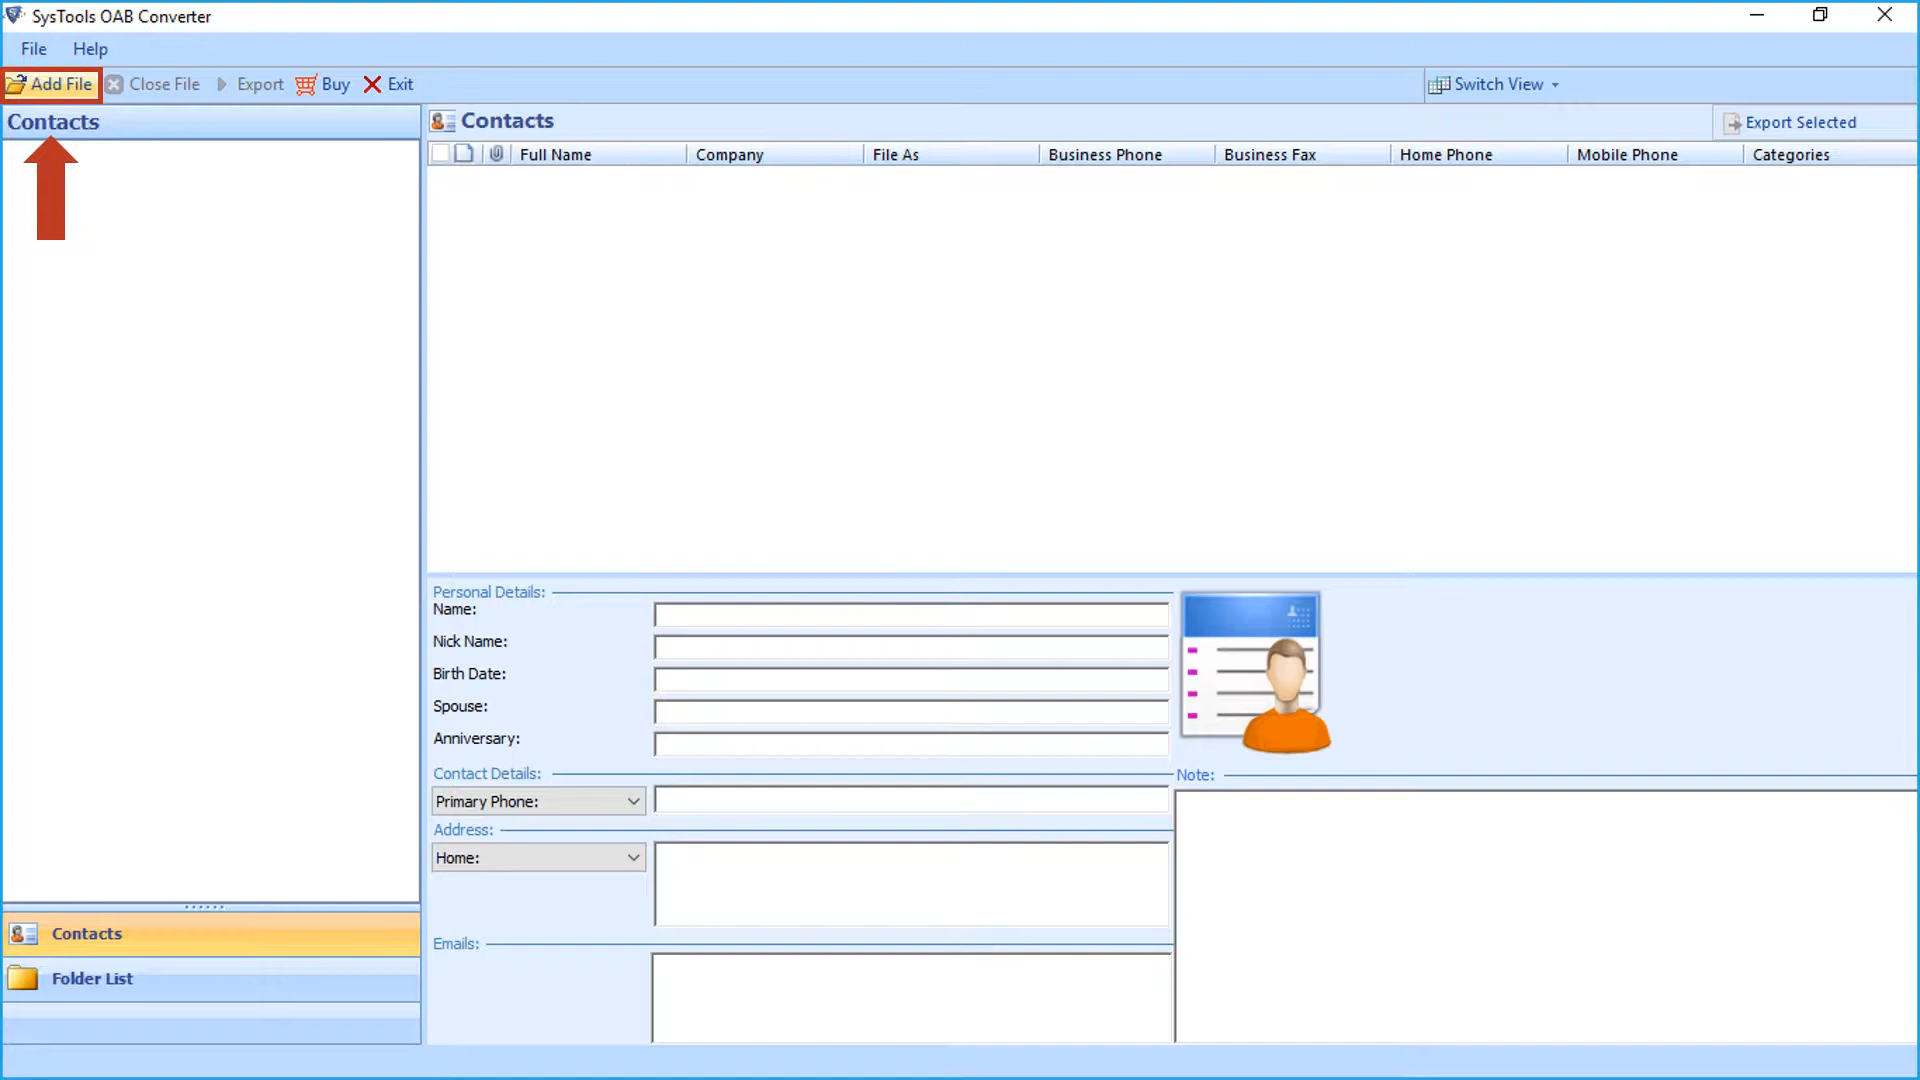 SysTools OAB Converter
File Help
Add File Close File Export Buy Exit Switch View
Contacts
Contacts Export Selected
Full Name Company File As Business Phone Business Fax Home Phone Mobile Phone Categories
Personal Details:
Name:
Nick Name:
Birth Date:
Spouse:
Anniversary:
Contact Details:
Primary Phone:
Address:
Home:
Emails:
Note:
Contacts
Folder List